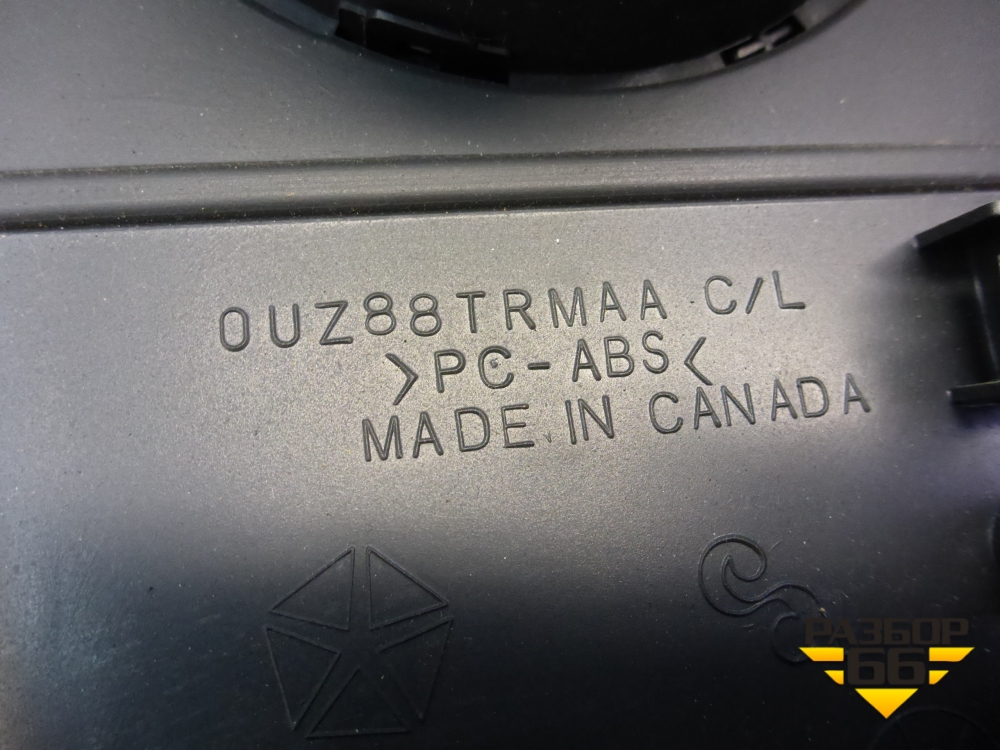 0UZ88TRMAA C/L
>PC-ABS<
MADE IN CANADA
РАЗБОР
66